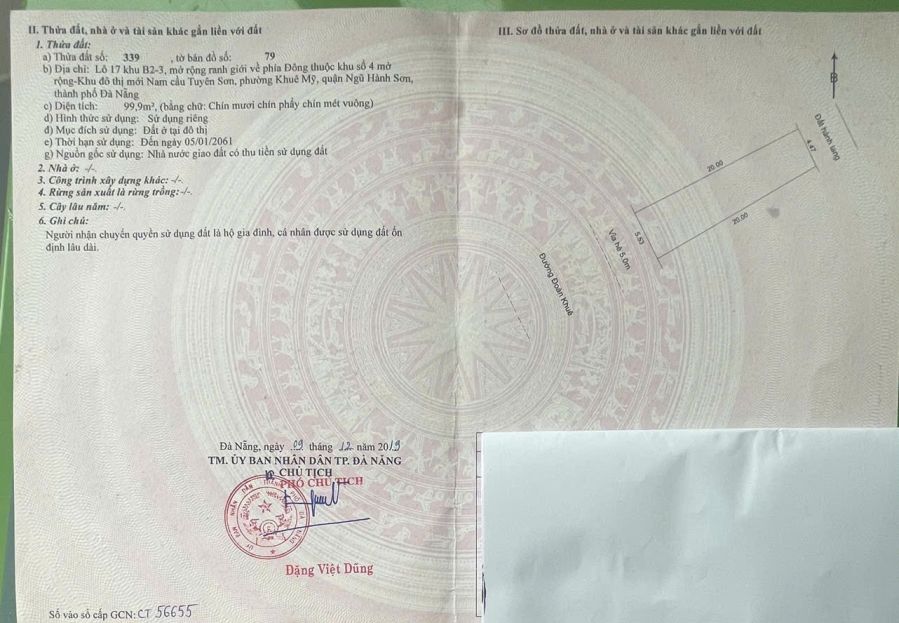 II. Thửa đất, nhà ở và tài sản khác gắn liền với đất
1. Thửa đất:
a) Thửa đất số: 339 , tờ bản đồ số: 79
b) Địa chỉ: Lô 17 khu B2-3, mở rộng ranh giới về phía Đông thuộc khu số 4 mở
rộng-Khu đô thị mới Nam cầu Tuyên Sơn, phường Khuê Mỹ, quận Ngũ Hành Sơn,
thành phố Đà Nẵng
c) Diện tích: 99,9m², (bằng chữ: Chín mươi chín phẩy chín mét vuông)
d) Hình thức sử dụng: Sử dụng riêng
đ) Mục đích sử dụng: Đất ở tại đô thị
e) Thời hạn sử dụng: Đến ngày 05/01/2061
g) Nguồn gốc sử dụng: Nhà nước giao đất có thu tiền sử dụng đất
2. Nhà ở: -/-.
3. Công trình xây dựng khác: -/-.
4. Rừng sản xuất là rừng trồng:-/-.
5. Cây lâu năm: -/-.
6. Ghi chú:
Người nhận chuyển quyền sử dụng đất là hộ gia đình, cá nhân được sử dụng đất ổn
định lâu dài.
Đà Nẵng, ngày 09 tháng 12 năm 2019
TM. ỦY BAN NHÂN DÂN TP. ĐÀ NẴNG
CHỦ TỊCH
PHÓ CHỦ TỊCH
Đặng Việt Dũng
Số vào sổ cấp GCN: CT 56655
III. Sơ đồ thửa đất, nhà ở và tài sản khác gắn liền với đất
B
Đất hành lang
4.47
20.00
20.00
5.53
Vỉa hè 5.0m
Đường Đoàn Khuê